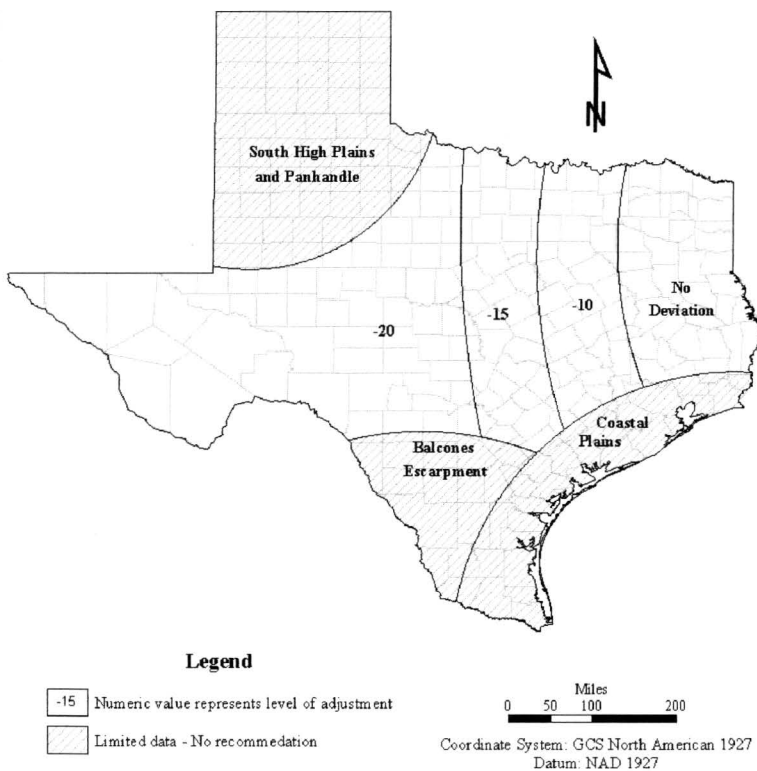 N
South High Plains
and Panhandle
-20
-15
-10
No
Deviation
Coastal
Plains
Balcones
Escarpment
Legend
-15 Numeric value represents level of adjustment
Limited data - No recommedation
Miles
0 50 100 200
Coordinate System: GCS North American 1927
Datum: NAD 1927